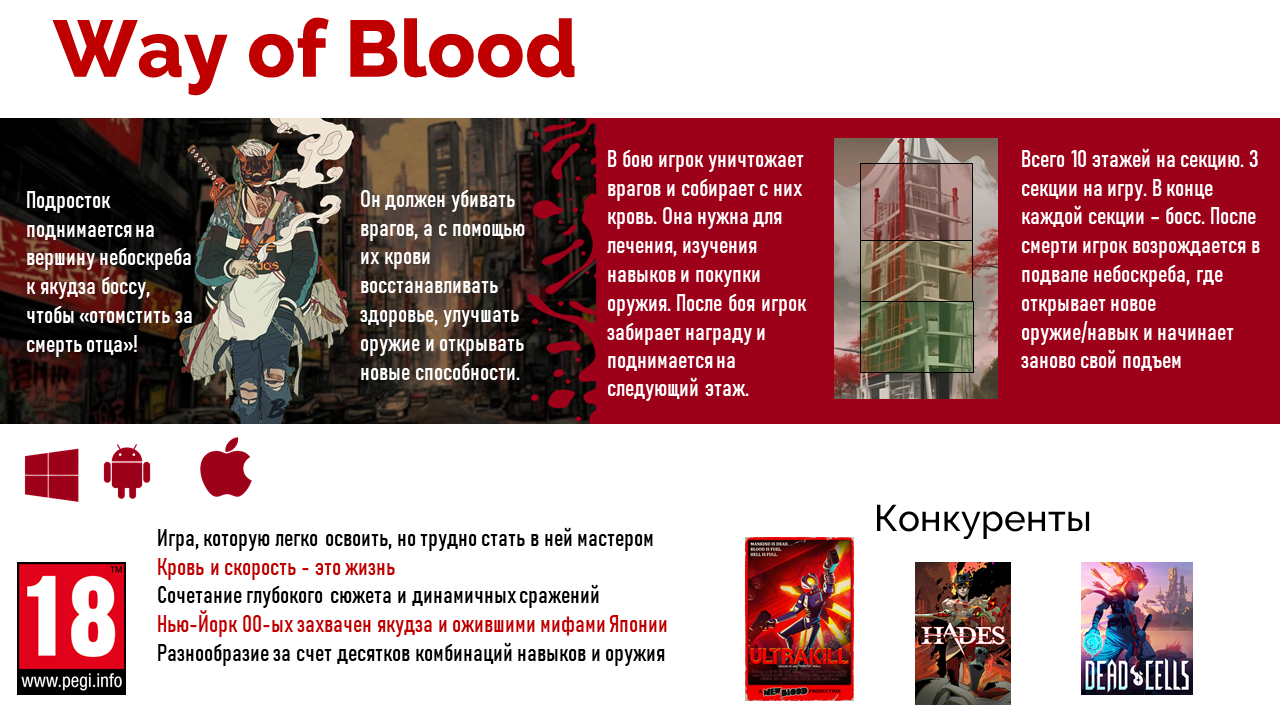 Way of Blood
Подросток
поднимается на
вершину небоскреба
к якудза боссу,
чтобы «отомстить за
смерть отца»!
Он должен убивать
врагов, а с помощью
их крови
восстанавливать
здоровье, улучшать
оружие и открывать
новые способности.
В бою игрок уничтожает
врагов и собирает с них
кровь. Она нужна для
лечения, изучения
навыков и покупки
оружия. После боя игрок
забирает награду и
поднимается на
следующий этаж.
Всего 10 этажей на секцию. 3
секции на игру. В конце
каждой секции – босс. После
смерти игрок возрождается в
подвале небоскреба, где
открывает новое
оружие/навык и начинает
заново свой подъем
Игра, которую легко освоить, но трудно стать в ней мастером
Кровь и скорость - это жизнь
Сочетание глубокого сюжета и динамичных сражений
Нью-Йорк 00-ых захвачен якудза и ожившими мифами Японии
Разнообразие за счет десятков комбинаций навыков и оружия
18
TM
www.pegi.info
Конкуренты
MANKIND IS DEAD.
BLOOD IS FUEL.
HELL IS FULL.
ULTRAKILL
A NEW BLOOD PRODUCTION
HADES
DEAD CELLS